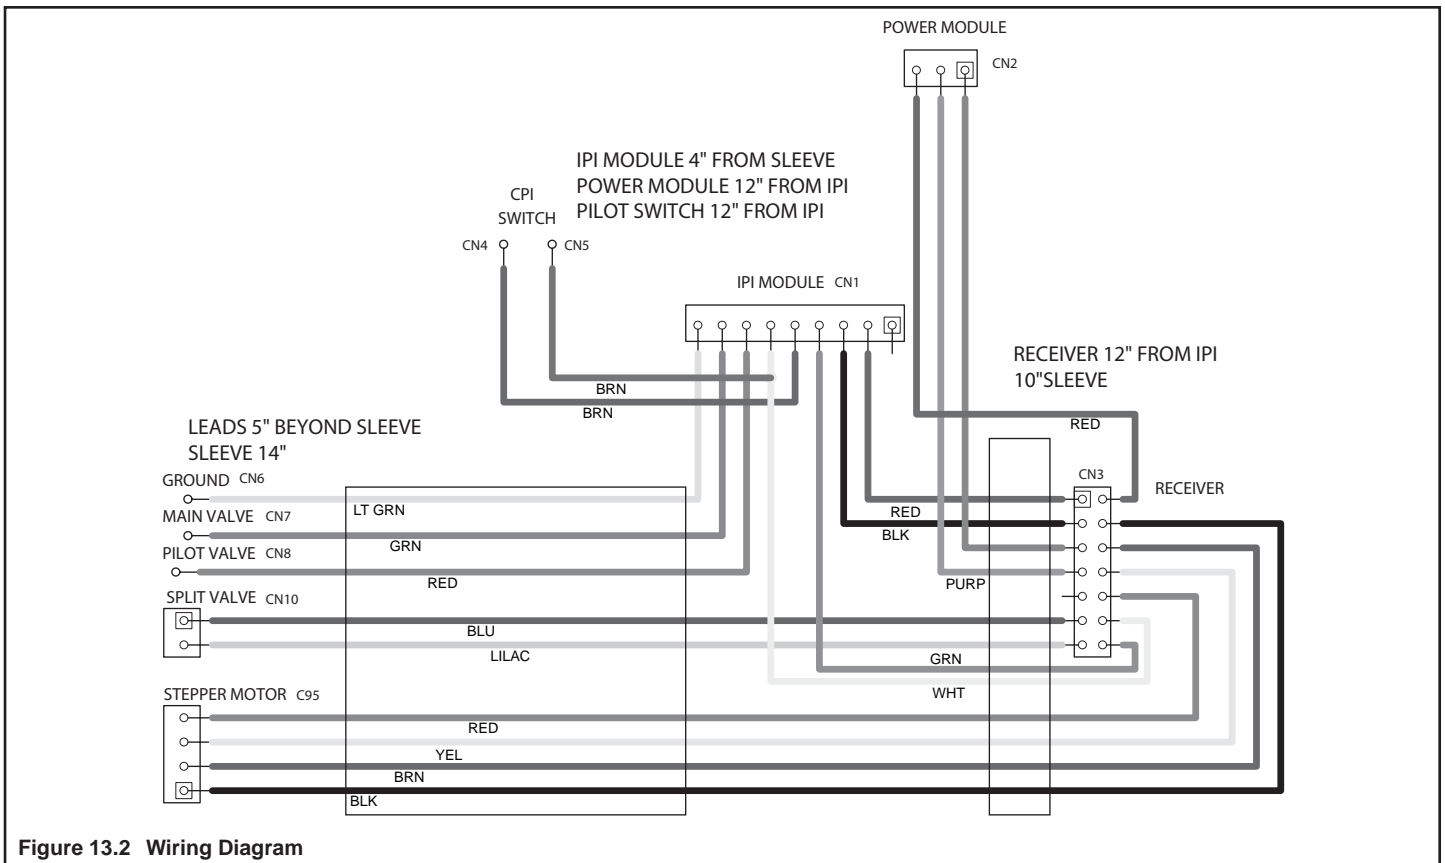 POWER MODULE
CN2
IPI MODULE 4" FROM SLEEVE
POWER MODULE 12" FROM IPI
PILOT SWITCH 12" FROM IPI
CPI
SWITCH
CN4
CN5
IPI MODULE CN1
RECEIVER 12" FROM IPI
10"SLEEVE
BRN
BRN
RED
LEADS 5" BEYOND SLEEVE
SLEEVE 14"
GROUND CN6
CN3
RECEIVER
LT GRN
RED
MAIN VALVE CN7
BLK
GRN
PILOT VALVE CN8
RED
PURP
SPLIT VALVE CN10
BLU
LILAC
GRN
WHT
STEPPER MOTOR C95
RED
YEL
BRN
BLK
Figure 13.2 Wiring Diagram